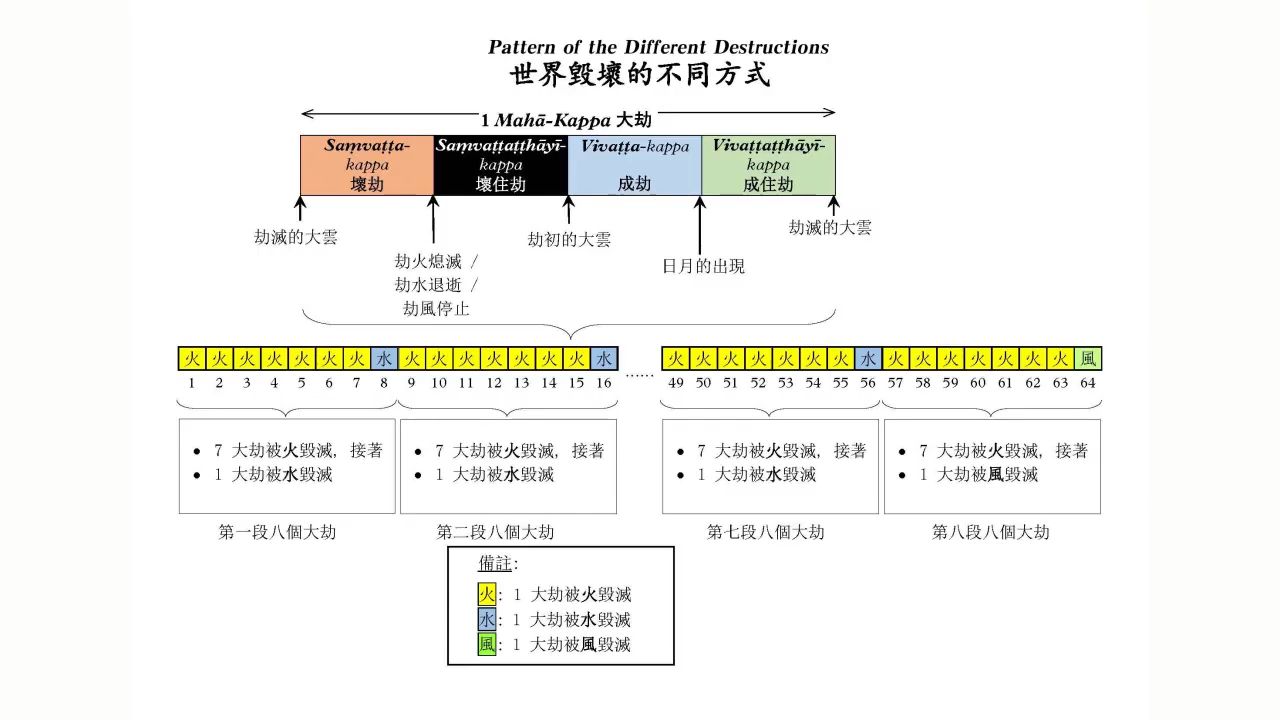 Pattern of the Different Destructions
世界毀壞的不同方式
1 Mahā-Kappa 大劫
Saṃvaṭṭa-
kappa
壞劫
Saṃvaṭṭaṭṭhāyī-
kappa
壞住劫
Vivaṭṭa-kappa
成劫
Vivaṭṭaṭṭhāyī-
kappa
成住劫
劫滅的大雲
劫火熄滅 /
劫水退逝 /
劫風停止
劫初的大雲
日月的出現
劫滅的大雲
火 火 火 火 火 火 火 水 火 火 火 火 火 火 火 水 火 火 火 火 火 火 火 水 火 火 火 火 火 火 火 風
1 2 3 4 5 6 7 8 9 10 11 12 13 14 15 16 …… 49 50 51 52 53 54 55 56 57 58 59 60 61 62 63 64
• 7 大劫被火毀滅, 接著
• 1 大劫被水毀滅
第一段八個大劫
• 7 大劫被火毀滅, 接著
• 1 大劫被水毀滅
第二段八個大劫
• 7 大劫被火毀滅, 接著
• 1 大劫被水毀滅
第七段八個大劫
• 7 大劫被火毀滅, 接著
• 1 大劫被風毀滅
第八段八個大劫
備註:
火: 1 大劫被火毀滅
水: 1 大劫被水毀滅
風: 1 大劫被風毀滅